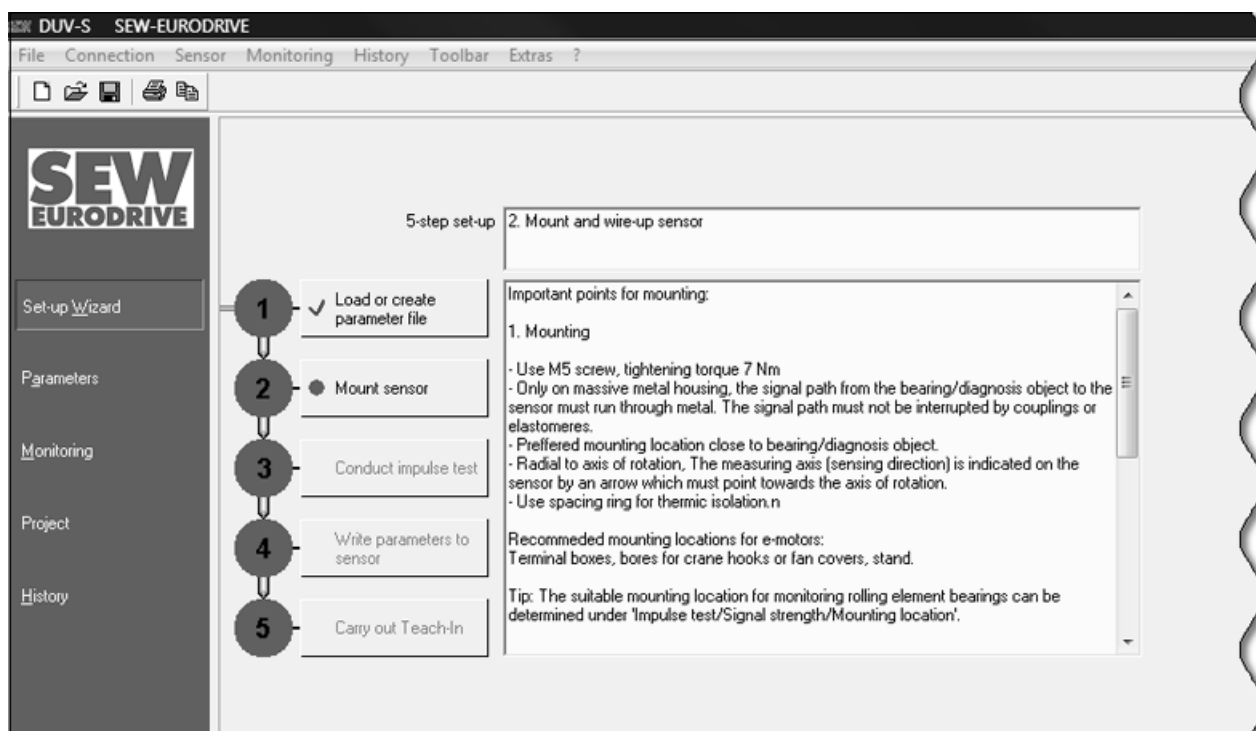 DUV-S SEW-EURODRIVE
File Connection Sensor Monitoring History Toolbar Extras ?
SEW
EURODRIVE
Set-up Wizard
Parameters
Monitoring
Project
History
5-step set-up
2. Mount and wire-up sensor
1
Load or create
parameter file
2
Mount sensor
3
Conduct impulse test
4
Write parameters to
sensor
5
Carry out Teach-In
Important points for mounting:
1. Mounting
- Use M5 screw, tightening torque 7 Nm
- Only on massive metal housing, the signal path from the bearing/diagnosis object to the
sensor must run through metal. The signal path must not be interrupted by couplings or
elastomeres.
- Preffered mounting location close to bearing/diagnosis object.
- Radial to axis of rotation, The measuring axis (sensing direction) is indicated on the
sensor by an arrow which must point towards the axis of rotation.
- Use spacing ring for thermic isolation.n
Recommeded mounting locations for e-motors:
Terminal boxes, bores for crane hooks or fan covers, stand.
Tip: The suitable mounting location for monitoring rolling element bearings can be
determined under 'Impulse test/Signal strength/Mounting location'.